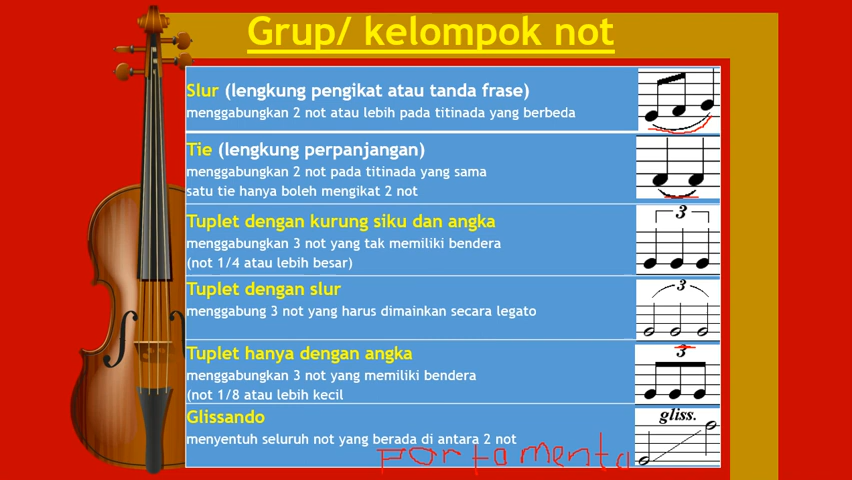 Grup/ kelompok not
Slur (lengkung pengikat atau tanda frase)
menggabungkan 2 not atau lebih pada titinada yang berbeda
Tie (lengkung perpanjangan)
menggabungkan 2 not pada titinada yang sama
satu tie hanya boleh mengikat 2 not
Tuplet dengan kurung siku dan angka
menggabungkan 3 not yang tak memiliki bendera
(not 1/4 atau lebih besar)
3
Tuplet dengan slur
menggabung 3 not yang harus dimainkan secara legato
3
Tuplet hanya dengan angka
menggabungkan 3 not yang memiliki bendera
(not 1/8 atau lebih kecil
3
Glissando
menyentuh seluruh not yang berada di antara 2 not
gliss.
Portamento